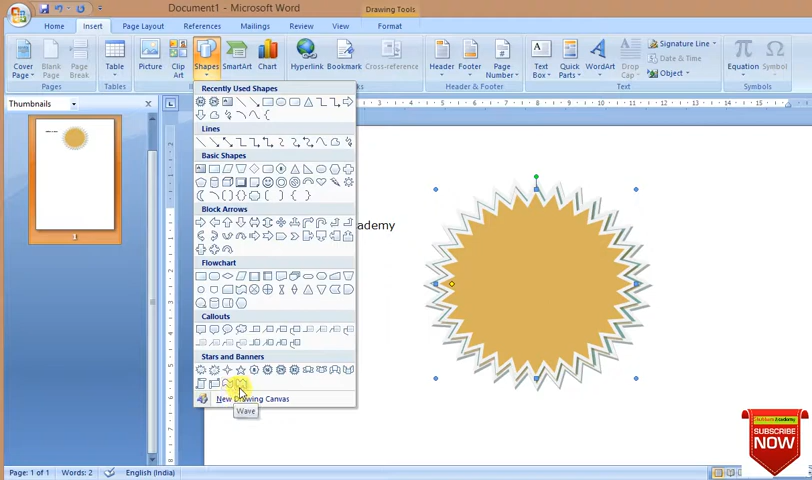 Document1 - Microsoft Word
Drawing Tools
Home Insert Page Layout References Mailings Review View Format
Cover Page
Blank Page
Page Break
Table
Picture
Clip Art
Shapes
SmartArt
Chart
Hyperlink
Bookmark
Cross-reference
Header
Footer
Page Number
Text Box
Quick Parts
WordArt
Drop Cap
Signature Line
Date & Time
Object
Equation
Symbol
Pages Tables Header & Footer Text Symbols
Thumbnails
Recently Used Shapes
Lines
Basic Shapes
Block Arrows
Flowchart
Callouts
Stars and Banners
New Drawing Canvas
Wave
ademy
1
SUBSCRIBE
NOW
Page: 1 of 1 Words: 2 English (India)